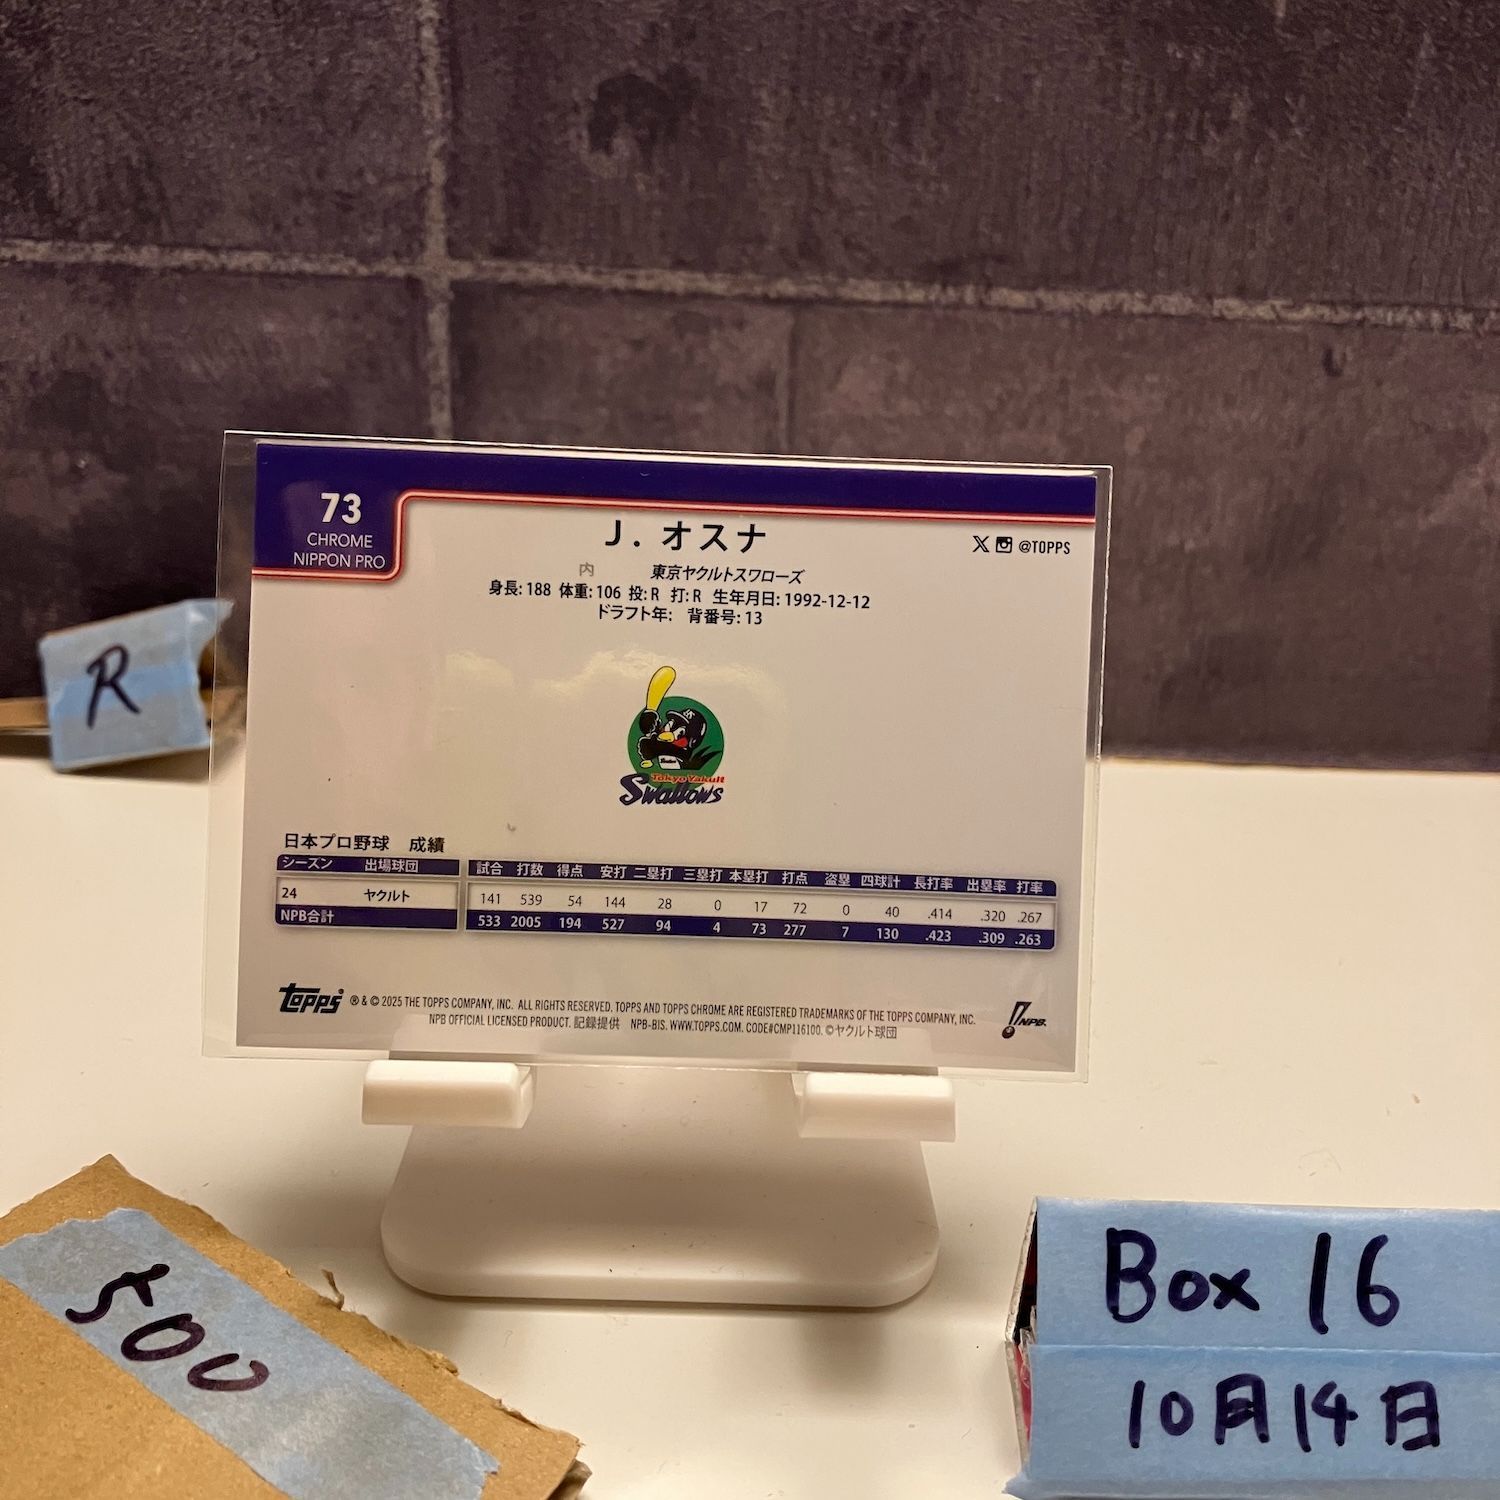 73
CHROME
NIPPON PRO
J. オスナ
@TOPPS
内 東京ヤクルトスワローズ
身長: 188 体重: 106 投: R 打: R 生年月日: 1992-12-12
ドラフト年: 背番号: 13
R
Tokyo Yakult
Swallows
日本プロ野球 成績
シーズン 出場球団 試合 打数 得点 安打 二塁打 三塁打 本塁打 打点 盗塁 四球計 長打率 出塁率 打率
24 ヤクルト 141 539 54 144 28 0 17 72 0 40 .414 .320 .267
NPB合計 533 2005 194 527 94 4 73 277 7 130 .423 .309 .263
Topps ® & © 2025 THE TOPPS COMPANY, INC. ALL RIGHTS RESERVED. TOPPS AND TOPPS CHROME ARE REGISTERED TRADEMARKS OF THE TOPPS COMPANY, INC.
NPB OFFICIAL LICENSED PRODUCT. 記録提供 NPB-BIS. WWW.TOPPS.COM. CODE#CMP116100. ©ヤクルト球団
NPB
500
Box 16
10月14日